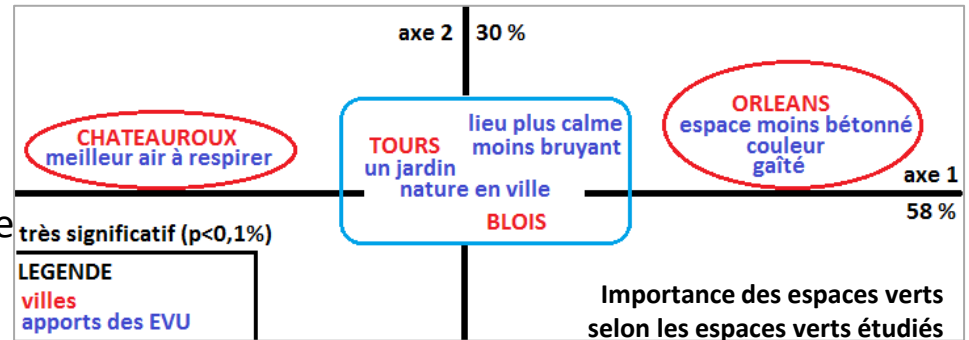 axe 2 30 %
CHATEAUROUX
meilleur air à respirer
lieu plus calme
moins bruyant
TOURS
un jardin
nature en ville
BLOIS
ORLEANS
espace moins bétonné
couleur
gaîté
axe 1
58 %
e
très significatif (p<0,1%)
LEGENDE
villes
apports des EVU
Importance des espaces verts
selon les espaces verts étudiés